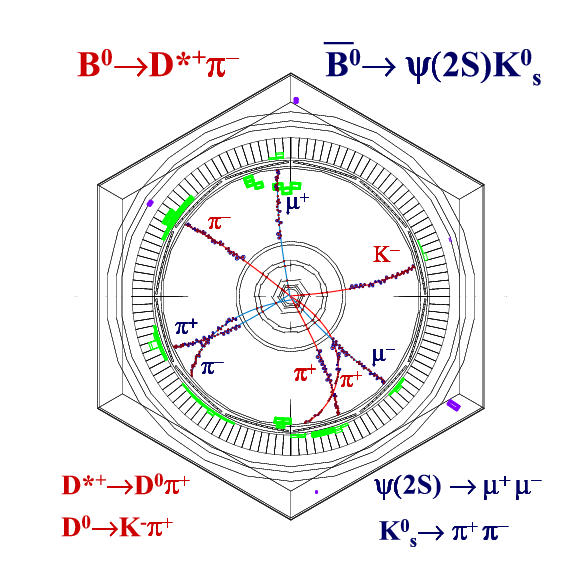 B⁰→D*⁺π⁻
B̅⁰→ ψ(2S)K⁰ₛ
μ⁺
π⁻
K⁻
π⁺
π⁻
μ⁻
π⁺
π⁺
D*⁺→D⁰π⁺
ψ(2S) → μ⁺ μ⁻
D⁰→K⁻π⁺
K⁰ₛ→ π⁺ π⁻